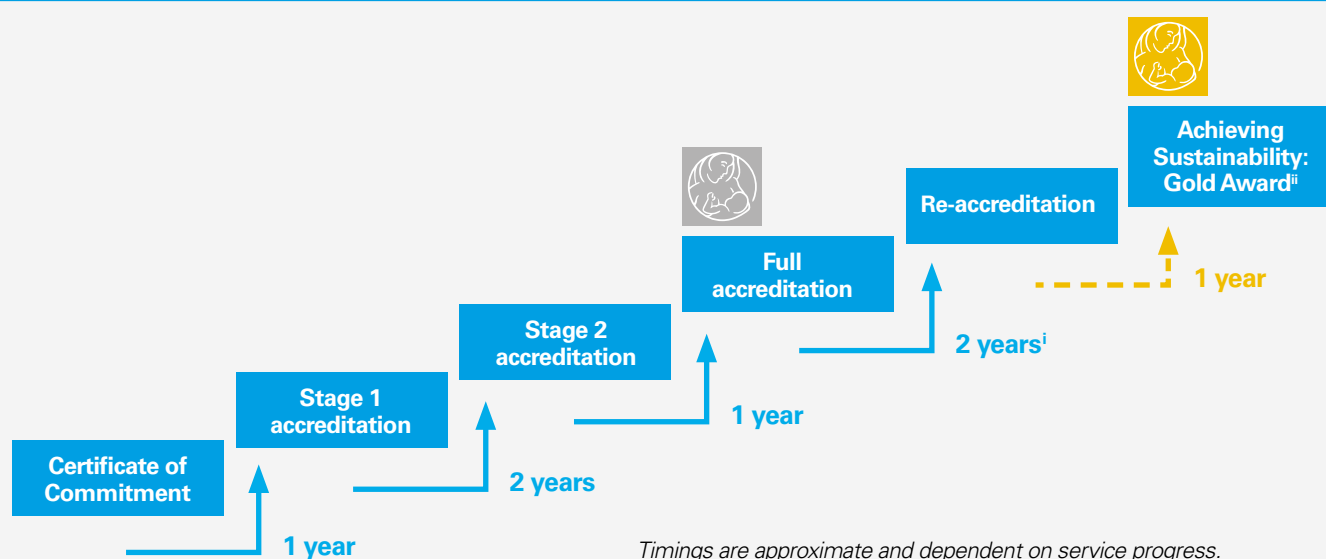 Certificate of
Commitment
1 year
Stage 1
accreditation
2 years
Stage 2
accreditation
1 year
Full
accreditation
2 yearsⁱ
Re-accreditation
1 year
Achieving
Sustainability:
Gold Awardⁱⁱ
Timings are approximate and dependent on service progress.